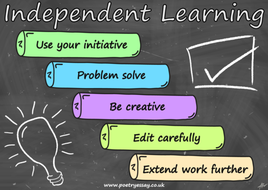 Independent Learning
Use your initiative
Problem solve
Be creative
Edit carefully
Extend work further
www.poetryessay.co.uk